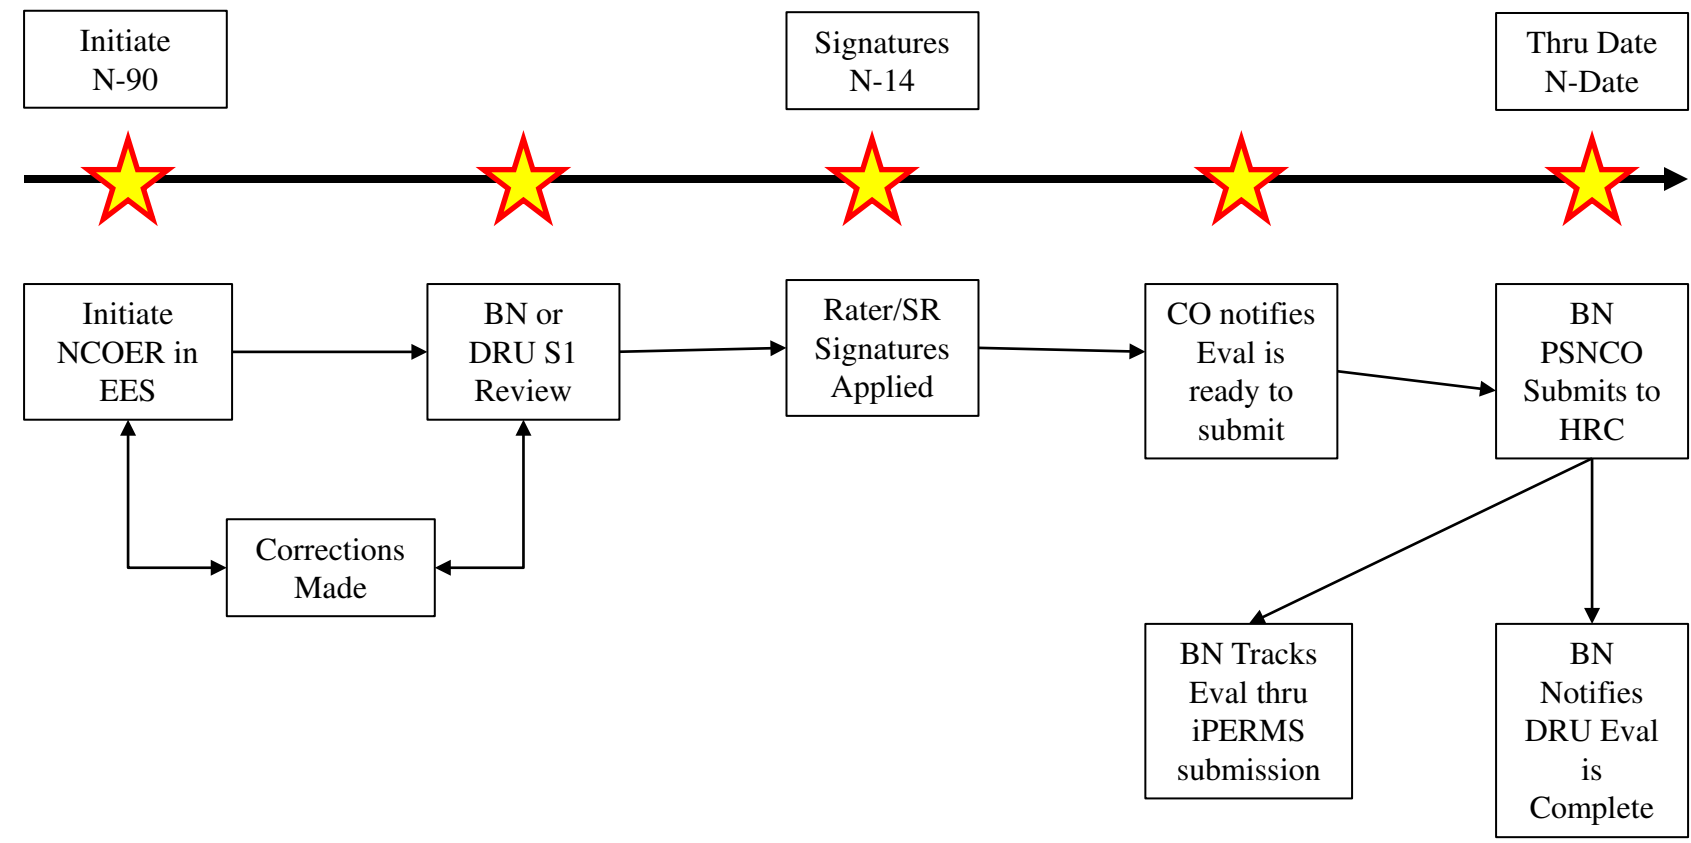 Initiate
N-90
Signatures
N-14
Thru Date
N-Date
Initiate
NCOER in
EES
BN or
DRU S1
Review
Rater/SR
Signatures
Applied
CO notifies
Eval is
ready to
submit
BN
PSNCO
Submits to
HRC
Corrections
Made
BN Tracks
Eval thru
iPERMS
submission
BN
Notifies
DRU Eval
is
Complete